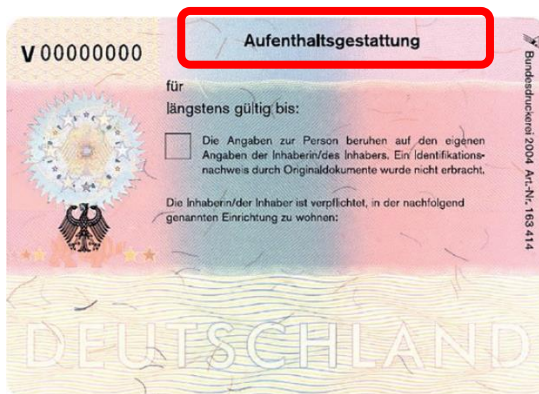 Aufenthaltsgestattung
V 00000000
für
längstens gültig bis:
Die Angaben zur Person beruhen auf den eigenen
Angaben der Inhaberin/des Inhabers. Ein Identifikations-
nachweis durch Originaldokumente wurde nicht erbracht.
Die Inhaberin/der Inhaber ist verpflichtet, in der nachfolgend
genannten Einrichtung zu wohnen:
DEUTSCHLAND
Bundesdruckerei 2004 Art.-Nr. 163 414